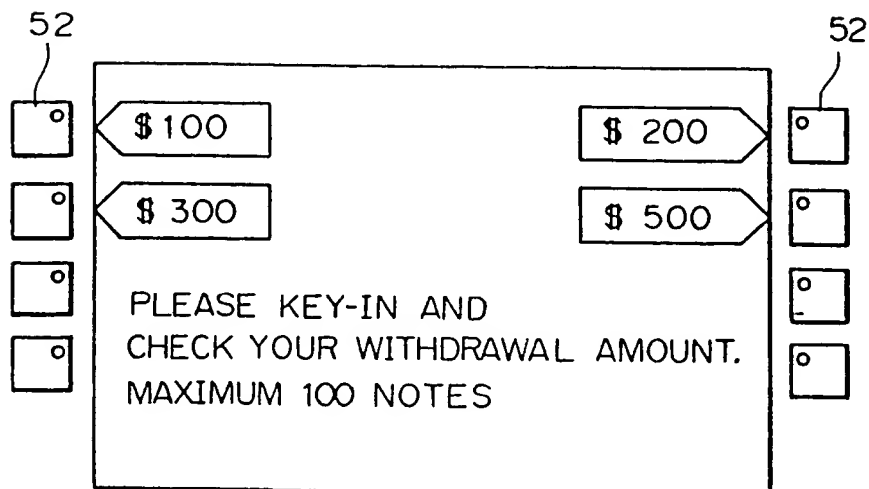 52 52
$100 $ 200
$ 300 $ 500
PLEASE KEY-IN AND
CHECK YOUR WITHDRAWAL AMOUNT.
MAXIMUM 100 NOTES